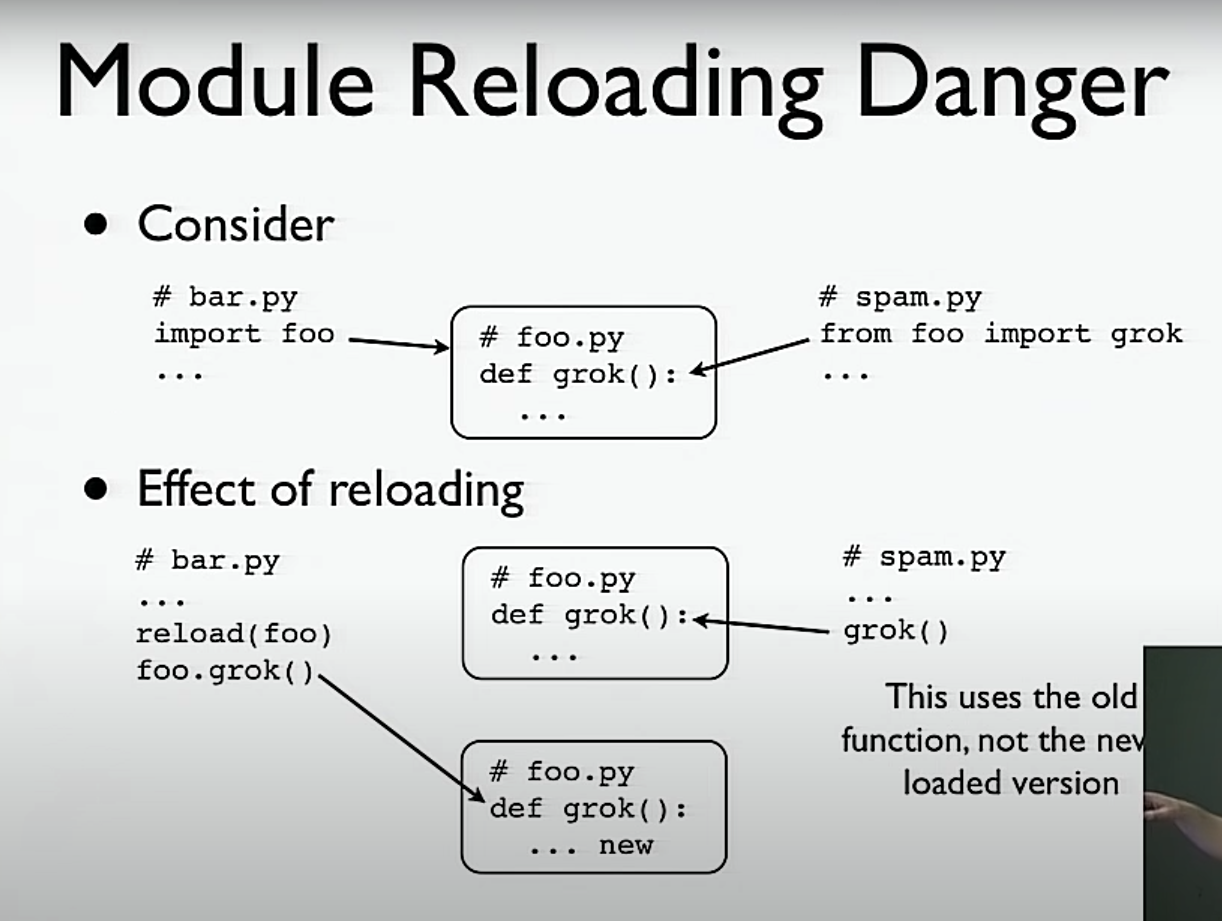 Module Reloading Danger
• Consider
# bar.py
import foo
...
# foo.py
def grok():
...
# spam.py
from foo import grok
...
• Effect of reloading
# bar.py
...
reload(foo)
foo.grok()
# foo.py
def grok():
...
# spam.py
...
grok()
This uses the old
function, not the
loaded version
# foo.py
def grok():
... new